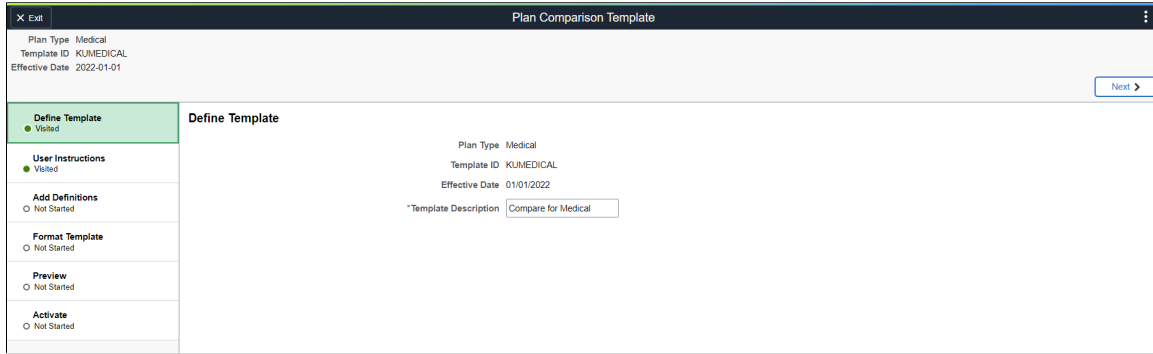 Exit
Plan Comparison Template
Plan Type Medical
Template ID KUMEDICAL
Effective Date 2022-01-01
Next
Define Template
Visited
User Instructions
Visited
Add Definitions
Not Started
Format Template
Not Started
Preview
Not Started
Activate
Not Started
Define Template
Plan Type Medical
Template ID KUMEDICAL
Effective Date 01/01/2022
*Template Description Compare for Medical